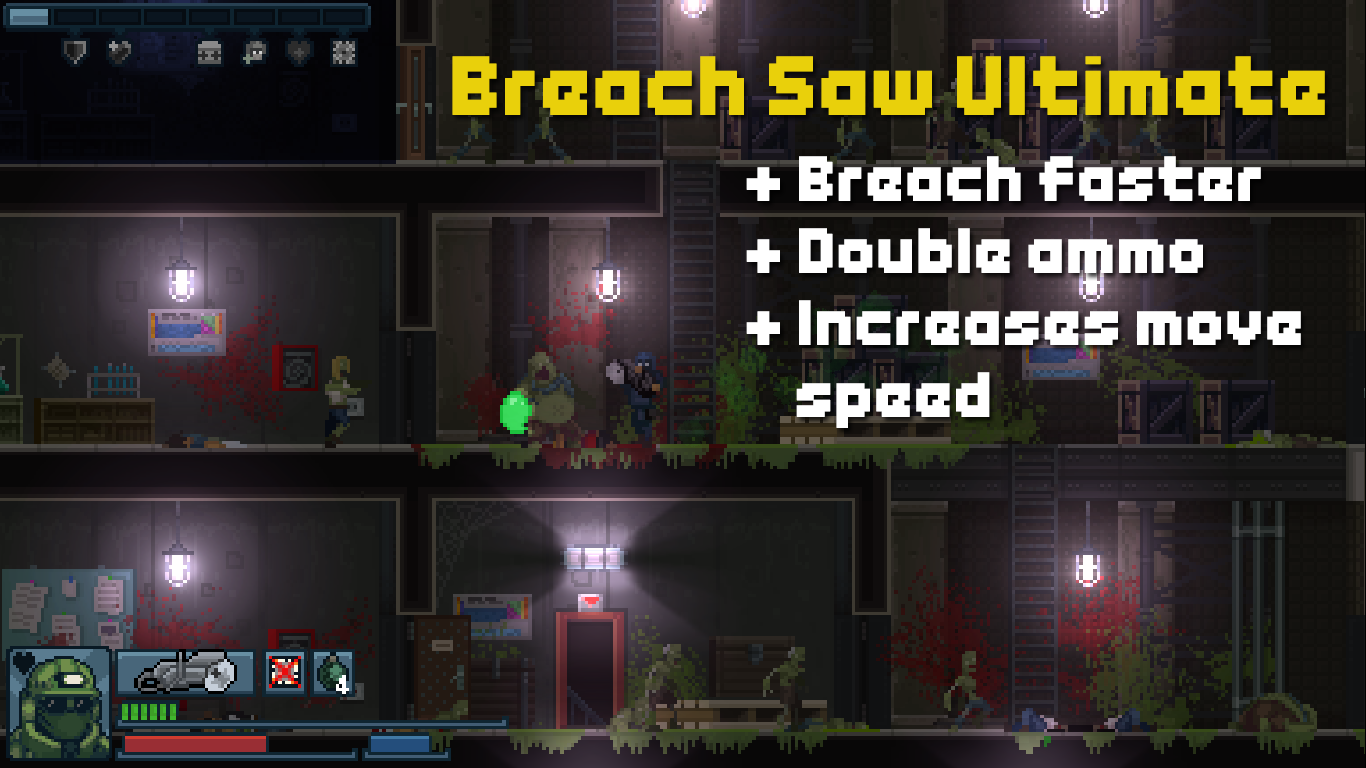 Breach Saw Ultimate
+ Breach faster
+ Double ammo
+ Increases move
speed
4